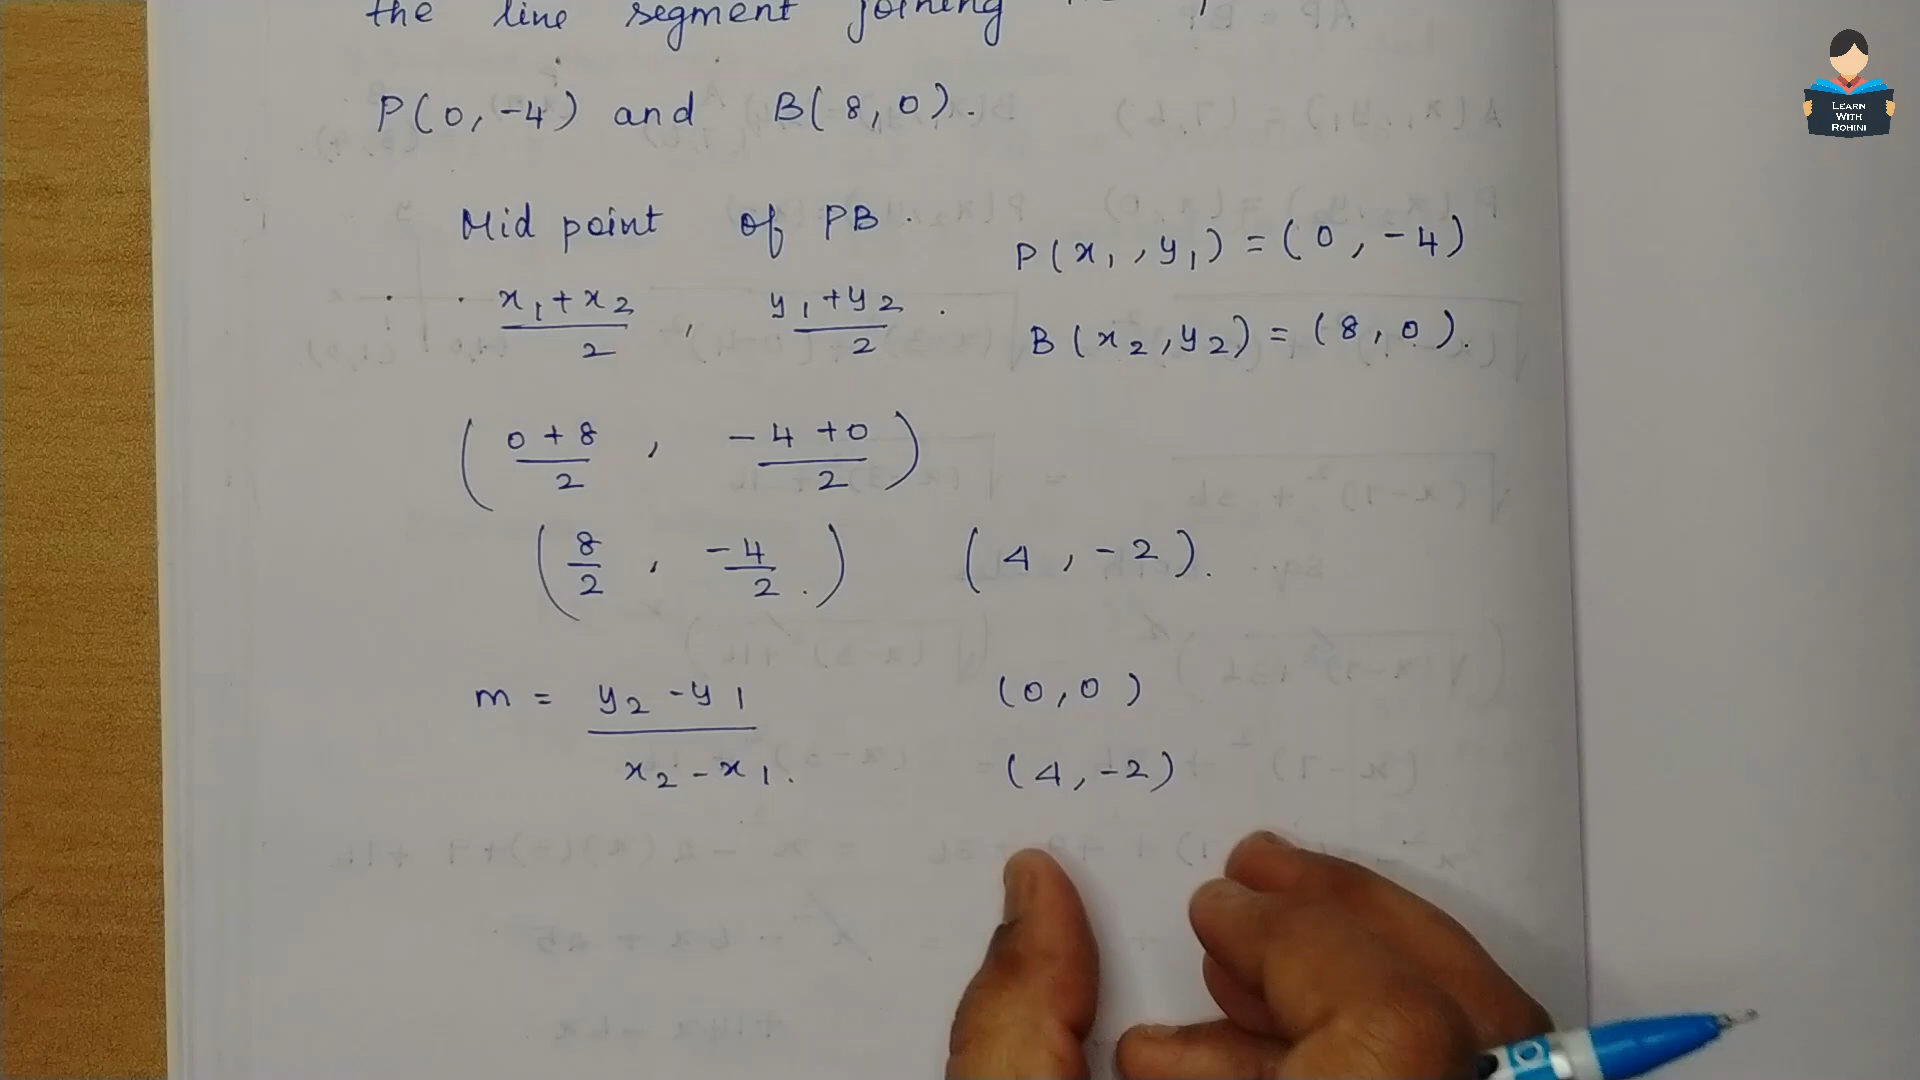 the line segment joining
P(0, -4) and B(8, 0).
Mid point of PB.
P(x₁, y₁) = (0, -4)
x₁+x₂/2 , y₁+y₂/2 .
B(x₂, y₂) = (8, 0).
(0+8/2 , -4+0/2)
(8/2 , -4/2 .) (4, -2).
m = y₂-y₁/x₂-x₁. (0, 0)
(4, -2)
LEARN
WITH
ROHINI